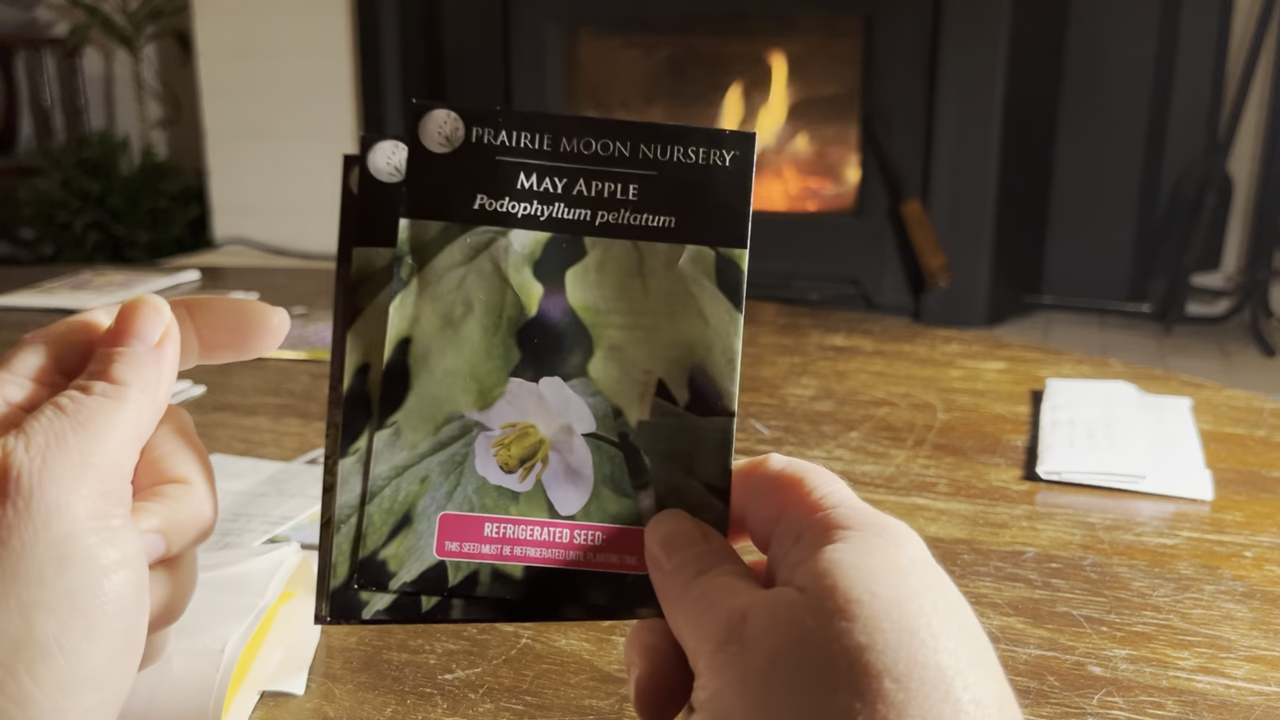 PRAIRIE MOON NURSERY
MAY APPLE
Podophyllum peltatum
REFRIGERATED SEED:
THIS SEED MUST BE REFRIGERATED UNTIL PLANTING TIME